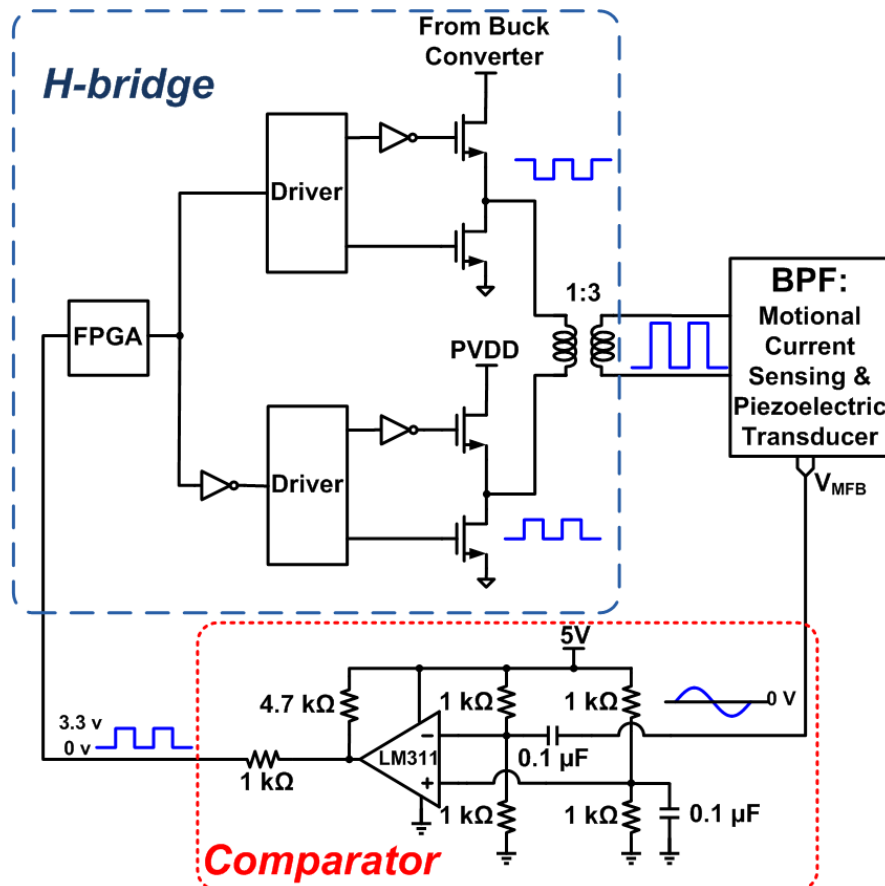 From Buck
Converter
H-bridge
Driver
1:3
BPF:
Motional
Current
Sensing &
Piezoelectric
Transducer
FPGA
PVDD
Driver
VMFB
5V
4.7 kΩ
1 kΩ
1 kΩ
0 V
3.3 v
0 v
LM311
−
+
0.1 µF
1 kΩ
1 kΩ
1 kΩ
0.1 µF
Comparator